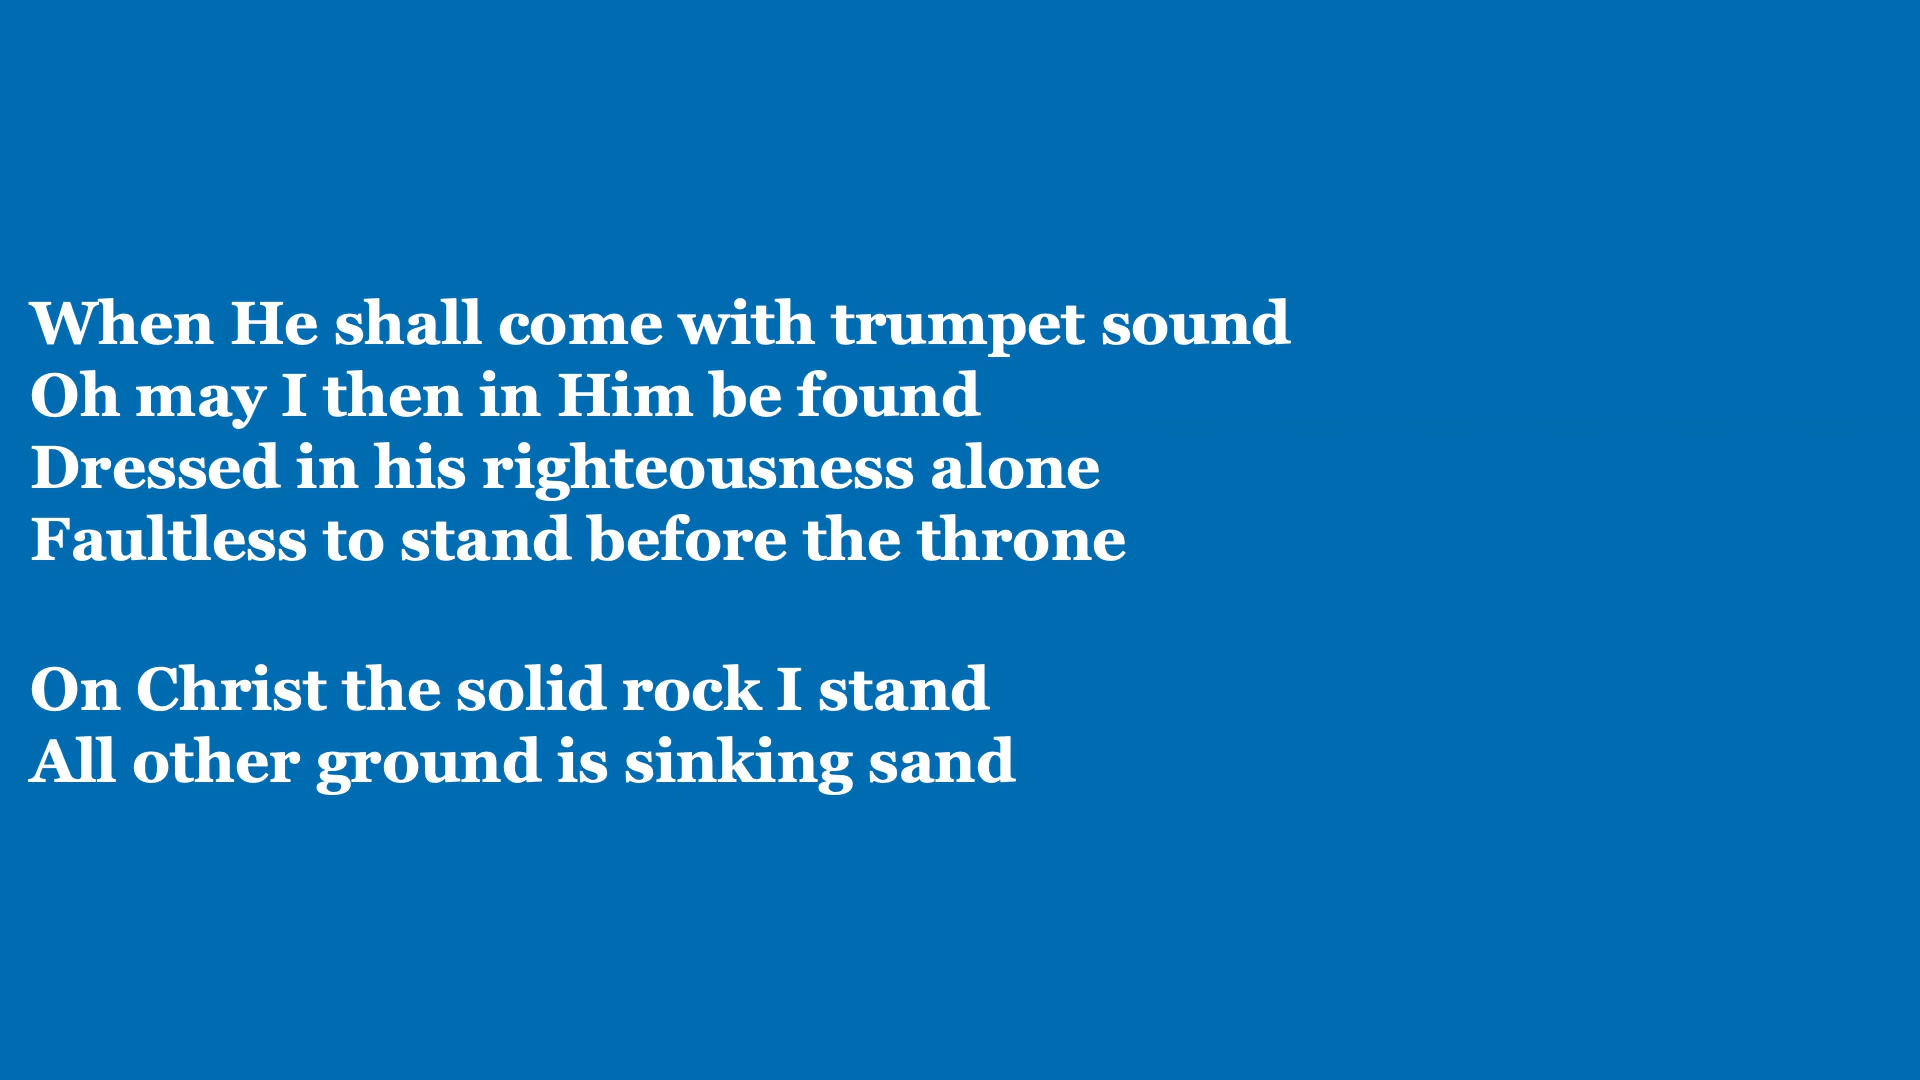 When He shall come with trumpet sound
Oh may I then in Him be found
Dressed in his righteousness alone
Faultless to stand before the throne
On Christ the solid rock I stand
All other ground is sinking sand